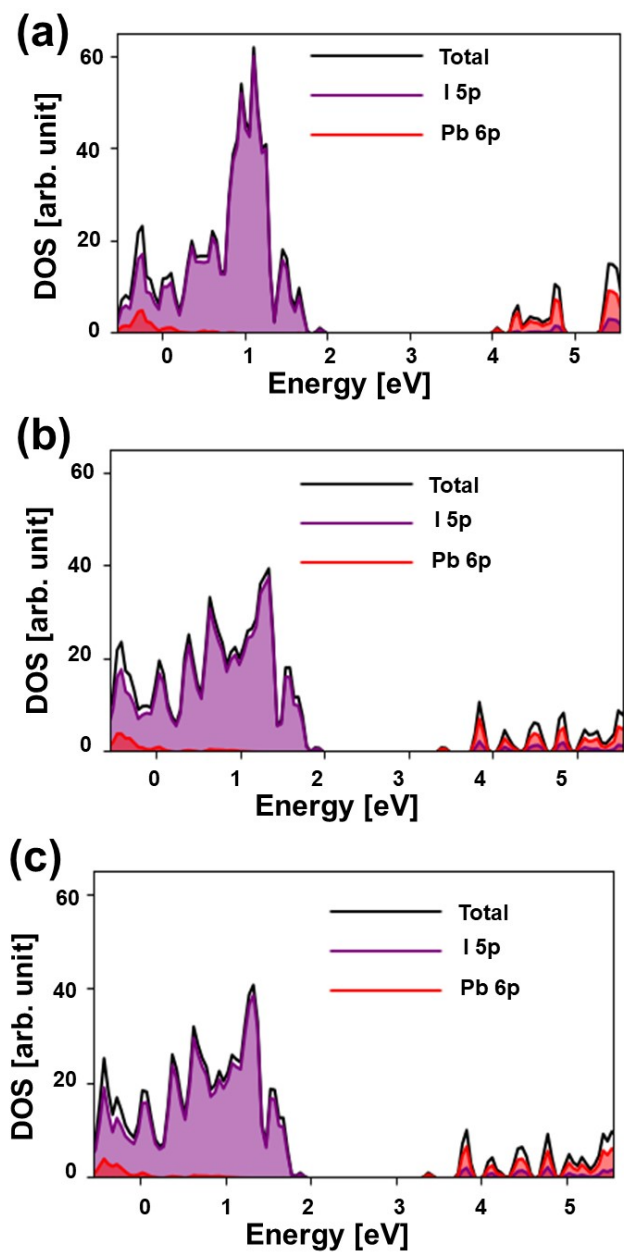 (a)
60
40
20
0
DOS [arb. unit]
Total
I 5p
Pb 6p
0 1 2 3 4 5
Energy [eV]
(b)
60
40
20
0
DOS [arb. unit]
Total
I 5p
Pb 6p
0 1 2 3 4 5
Energy [eV]
(c)
60
40
20
0
DOS [arb. unit]
Total
I 5p
Pb 6p
0 1 2 3 4 5
Energy [eV]